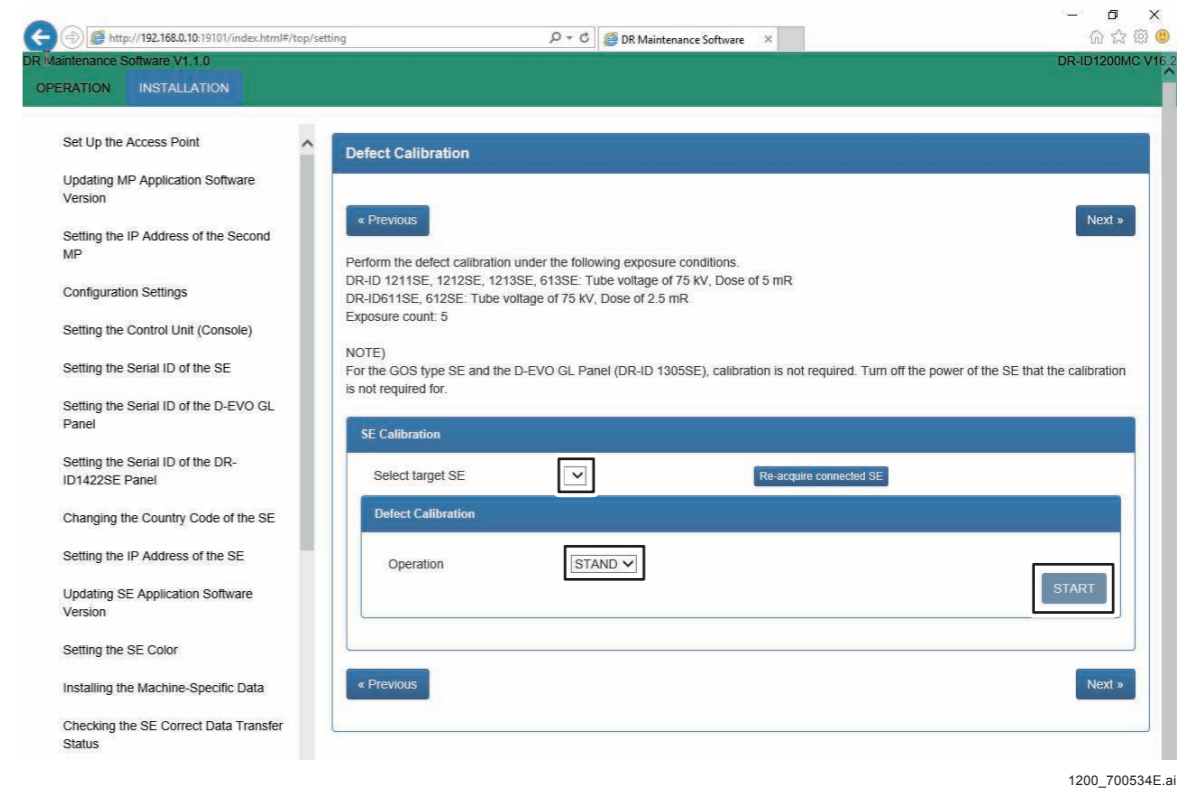 http://192.168.0.10:19101/index.html#/top/setting
DR Maintenance Software
DR Maintenance Software V1.1.0
DR-ID1200MC V16.2
OPERATION
INSTALLATION
Set Up the Access Point
Updating MP Application Software
Version
Setting the IP Address of the Second
MP
Configuration Settings
Setting the Control Unit (Console)
Setting the Serial ID of the SE
Setting the Serial ID of the D-EVO GL
Panel
Setting the Serial ID of the DR-
ID1422SE Panel
Changing the Country Code of the SE
Setting the IP Address of the SE
Updating SE Application Software
Version
Setting the SE Color
Installing the Machine-Specific Data
Checking the SE Correct Data Transfer
Status
Defect Calibration
« Previous
Next »
Perform the defect calibration under the following exposure conditions.
DR-ID 1211SE, 1212SE, 1213SE, 613SE: Tube voltage of 75 kV, Dose of 5 mR
DR-ID611SE, 612SE: Tube voltage of 75 kV, Dose of 2.5 mR
Exposure count: 5
NOTE)
For the GOS type SE and the D-EVO GL Panel (DR-ID 1305SE), calibration is not required. Turn off the power of the SE that the calibration
is not required for.
SE Calibration
Select target SE
Re-acquire connected SE
Defect Calibration
Operation
STAND
START
« Previous
Next »
1200_700534E.ai